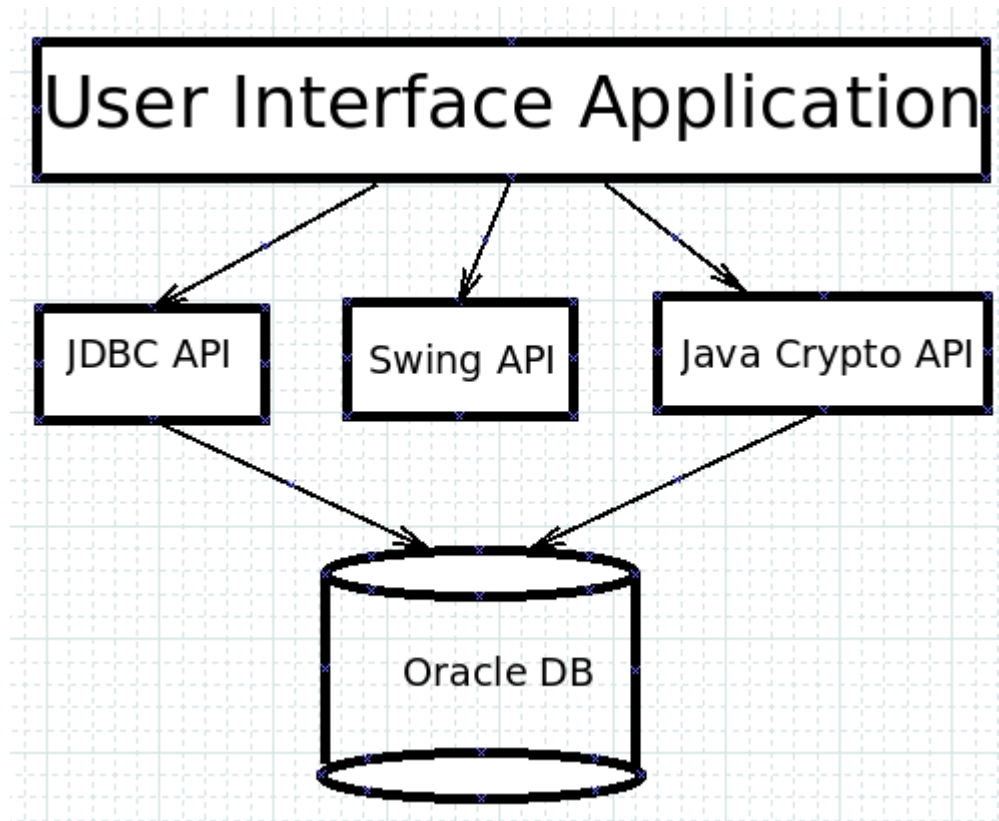 User Interface Application
JDBC API
Swing API
Java Crypto API
Oracle DB